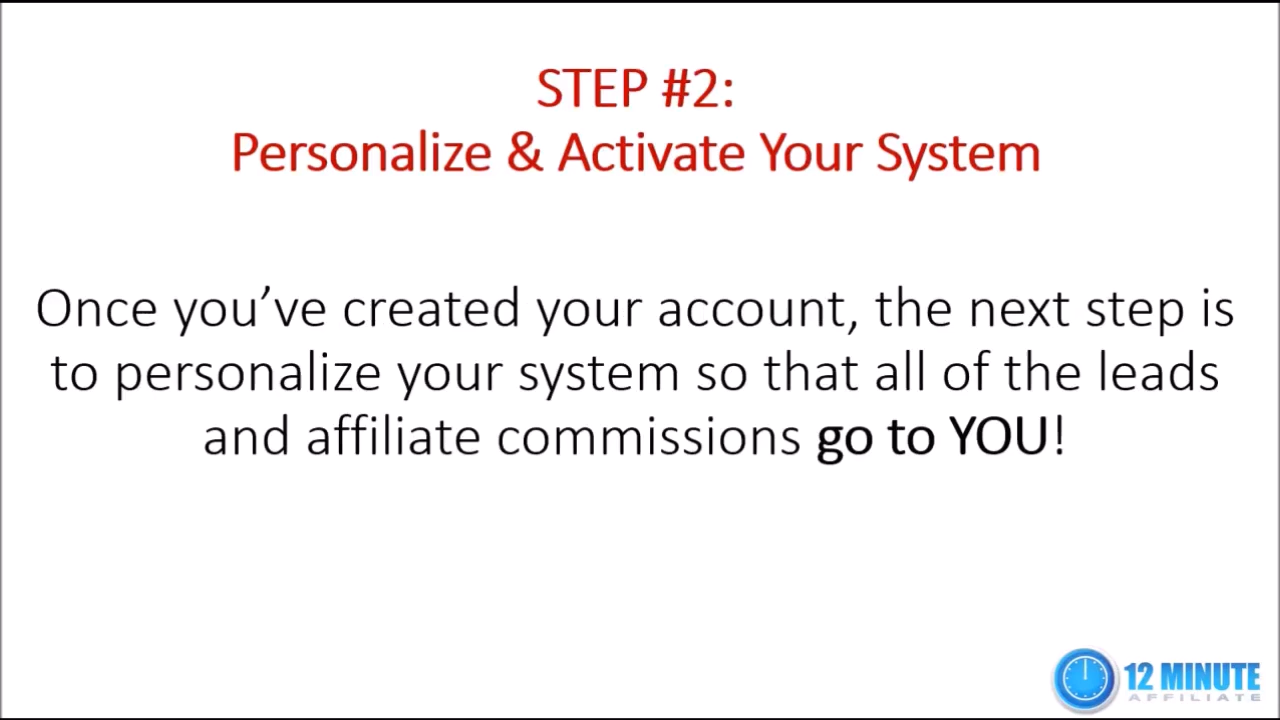 STEP #2:
Personalize & Activate Your System
Once you’ve created your account, the next step is
to personalize your system so that all of the leads
and affiliate commissions go to YOU!
12 MINUTE
AFFILIATE